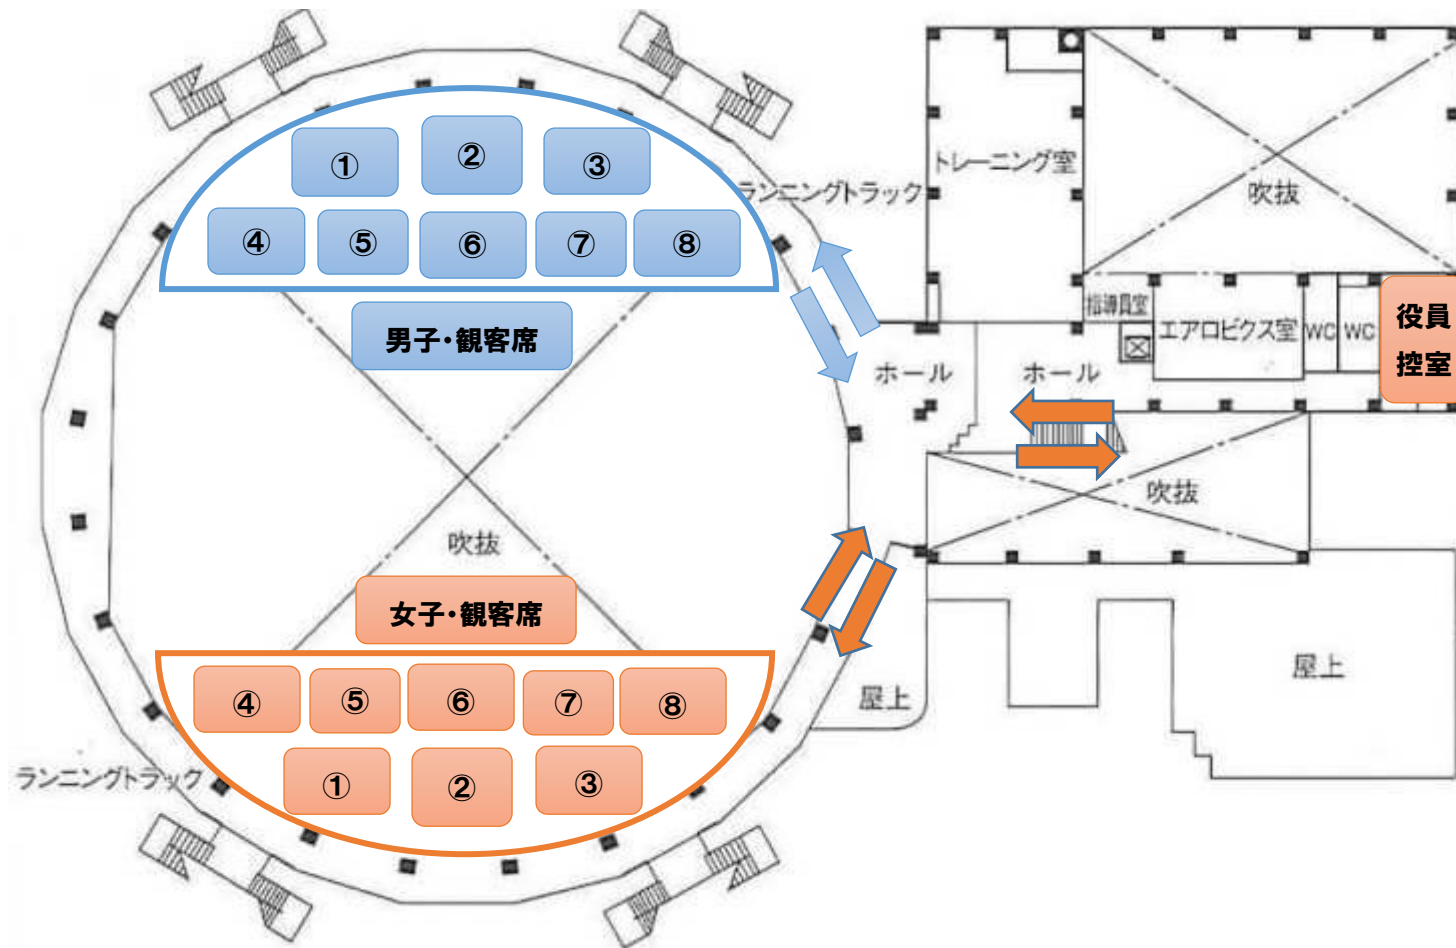 ①
②
③
トレーニング室
ランニングトラック
吹抜
④
⑤
⑥
⑦
⑧
指導員室
エアロビクス室
WC
WC
役員
控室
男子・観客席
ホール
ホール
吹抜
吹抜
女子・観客席
④
⑤
⑥
⑦
⑧
屋上
屋上
ランニングトラック
①
②
③